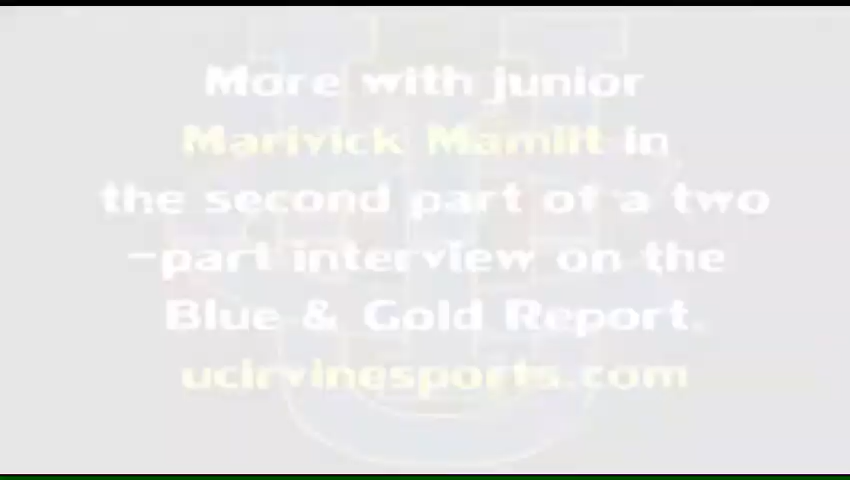 More with junior
Marivick Mamiit in
the second part of a two
-part interview on the
Blue & Gold Report.
ucirvinesports.com